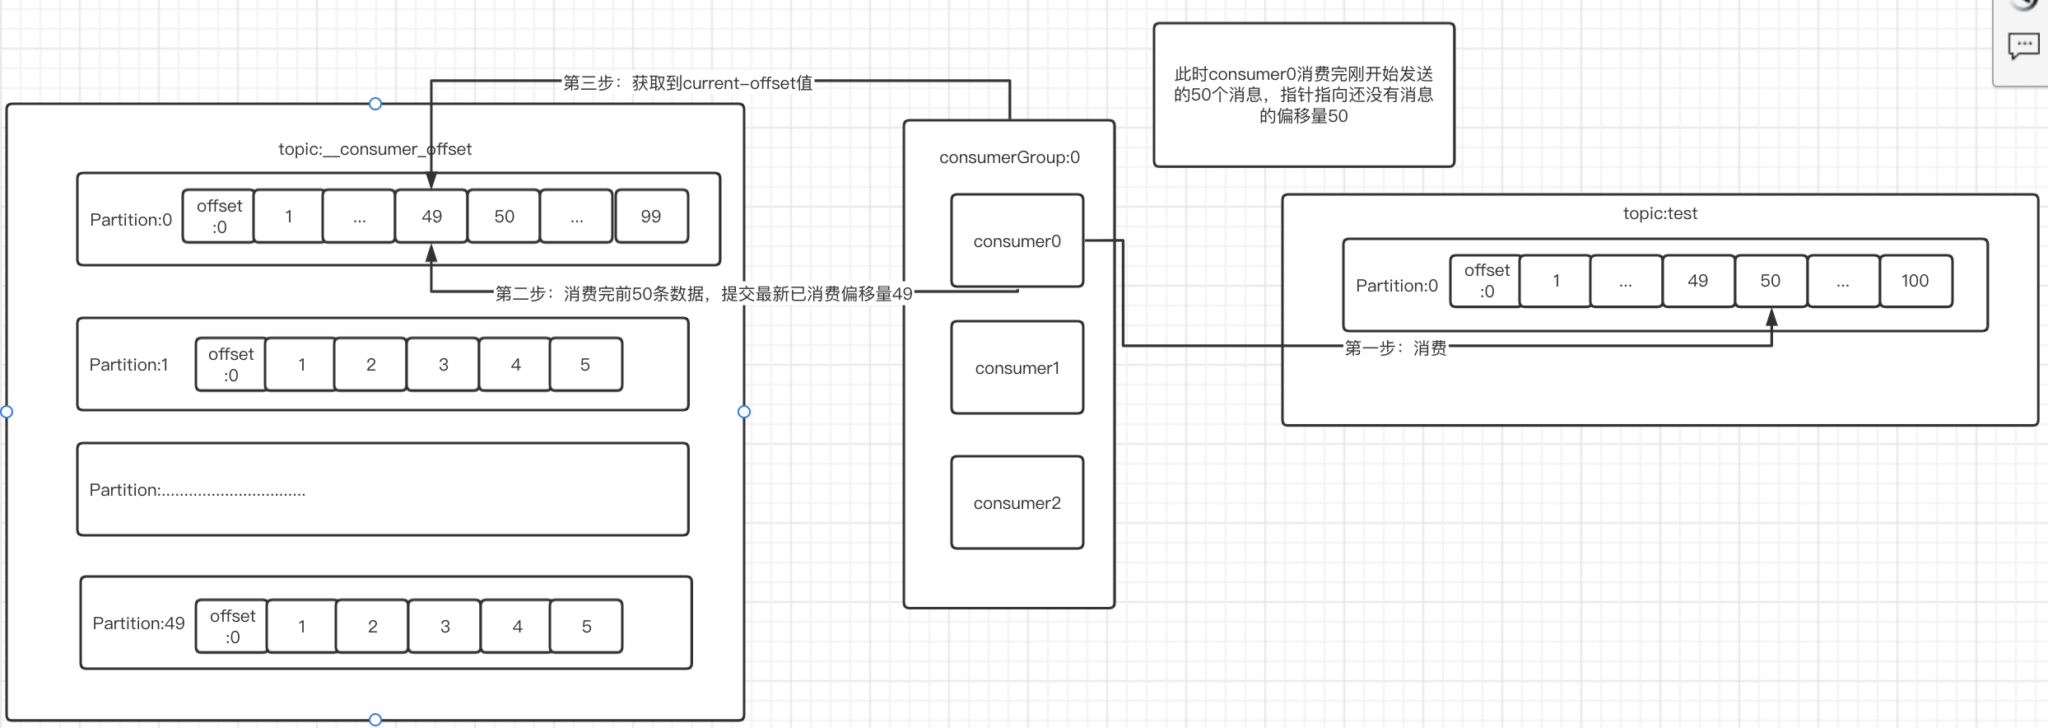 第三步：获取到current-offset值
topic:__consumer_offset
Partition:0
offset
:0
1
...
49
50
...
99
第二步：消费完前50条数据，提交最新已消费偏移量49
Partition:1
offset
:0
1
2
3
4
5
Partition:................................
Partition:49
offset
:0
1
2
3
4
5
consumerGroup:0
consumer0
consumer1
consumer2
此时consumer0消费完刚开始发送
的50个消息，指针指向还没有消息
的偏移量50
topic:test
Partition:0
offset
:0
1
...
49
50
...
100
第一步：消费